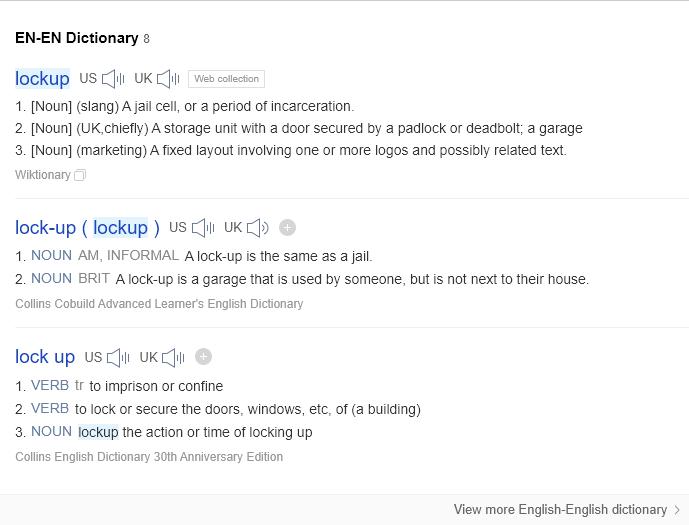 EN-EN Dictionary 8
lockup US UK Web collection
1. [Noun] (slang) A jail cell, or a period of incarceration.
2. [Noun] (UK,chiefly) A storage unit with a door secured by a padlock or deadbolt; a garage
3. [Noun] (marketing) A fixed layout involving one or more logos and possibly related text.
Wiktionary
lock-up ( lockup ) US UK
1. NOUN AM, INFORMAL A lock-up is the same as a jail.
2. NOUN BRIT A lock-up is a garage that is used by someone, but is not next to their house.
Collins Cobuild Advanced Learner's English Dictionary
lock up US UK
1. VERB tr to imprison or confine
2. VERB to lock or secure the doors, windows, etc, of (a building)
3. NOUN lockup the action or time of locking up
Collins English Dictionary 30th Anniversary Edition
View more English-English dictionary >